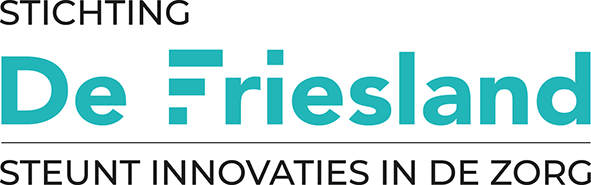 STICHTING
De Friesland
STEUNT INNOVATIES IN DE ZORG